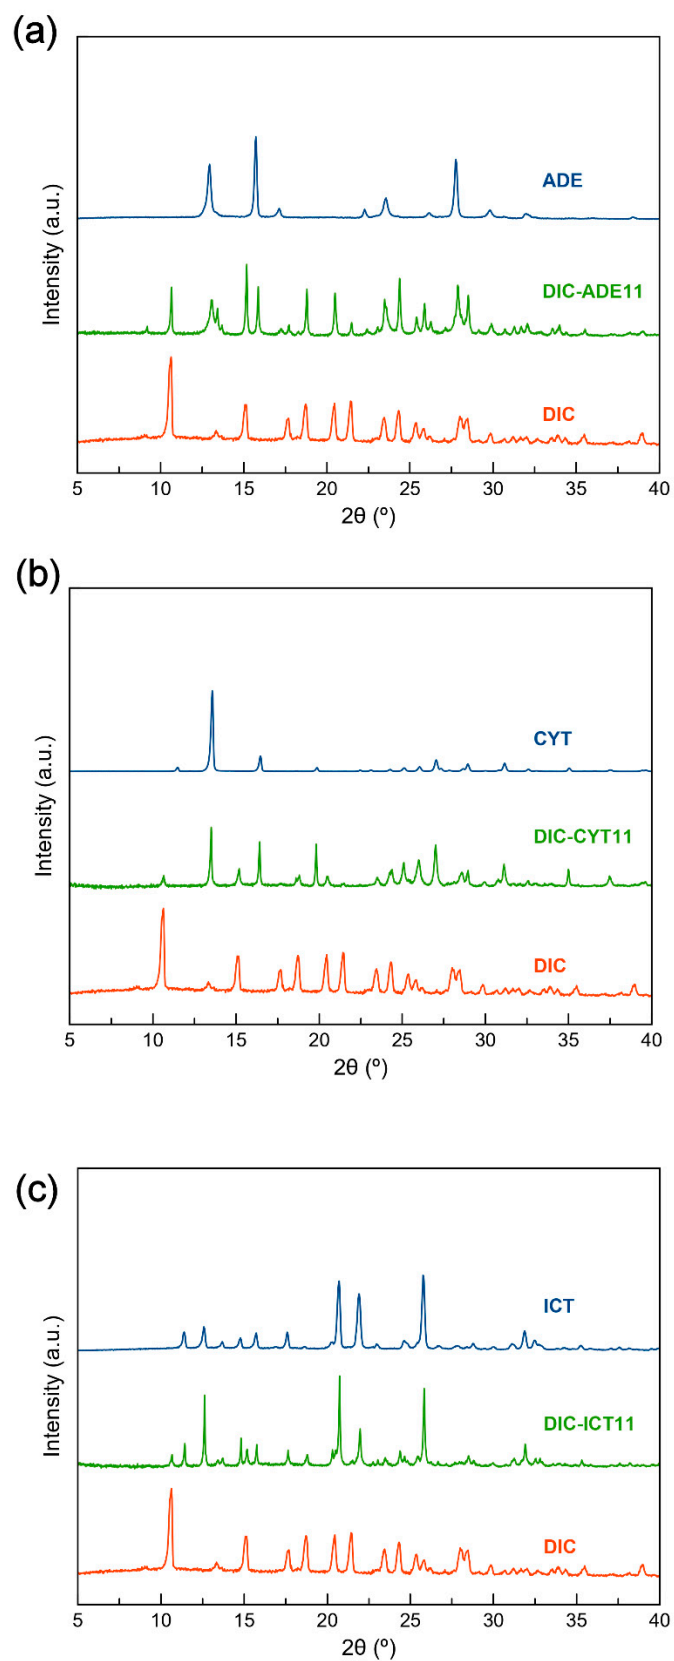 (a)
Intensity (a.u.)
ADE
DIC-ADE11
DIC
5 10 15 20 25 30 35 40
2θ (º)
(b)
Intensity (a.u.)
CYT
DIC-CYT11
DIC
5 10 15 20 25 30 35 40
2θ (º)
(c)
Intensity (a.u.)
ICT
DIC-ICT11
DIC
5 10 15 20 25 30 35 40
2θ (º)